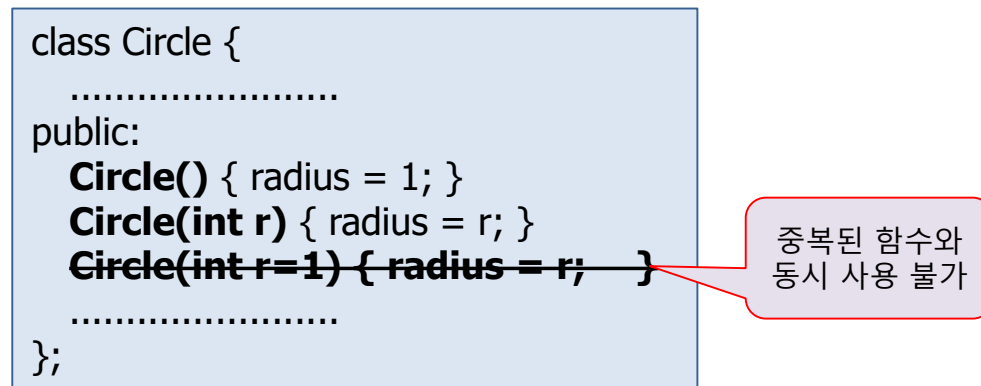 class Circle {
........................
public:
Circle() { radius = 1; }
Circle(int r) { radius = r; }
Circle(int r=1) { radius = r; }
........................
};
중복된 함수와
동시 사용 불가